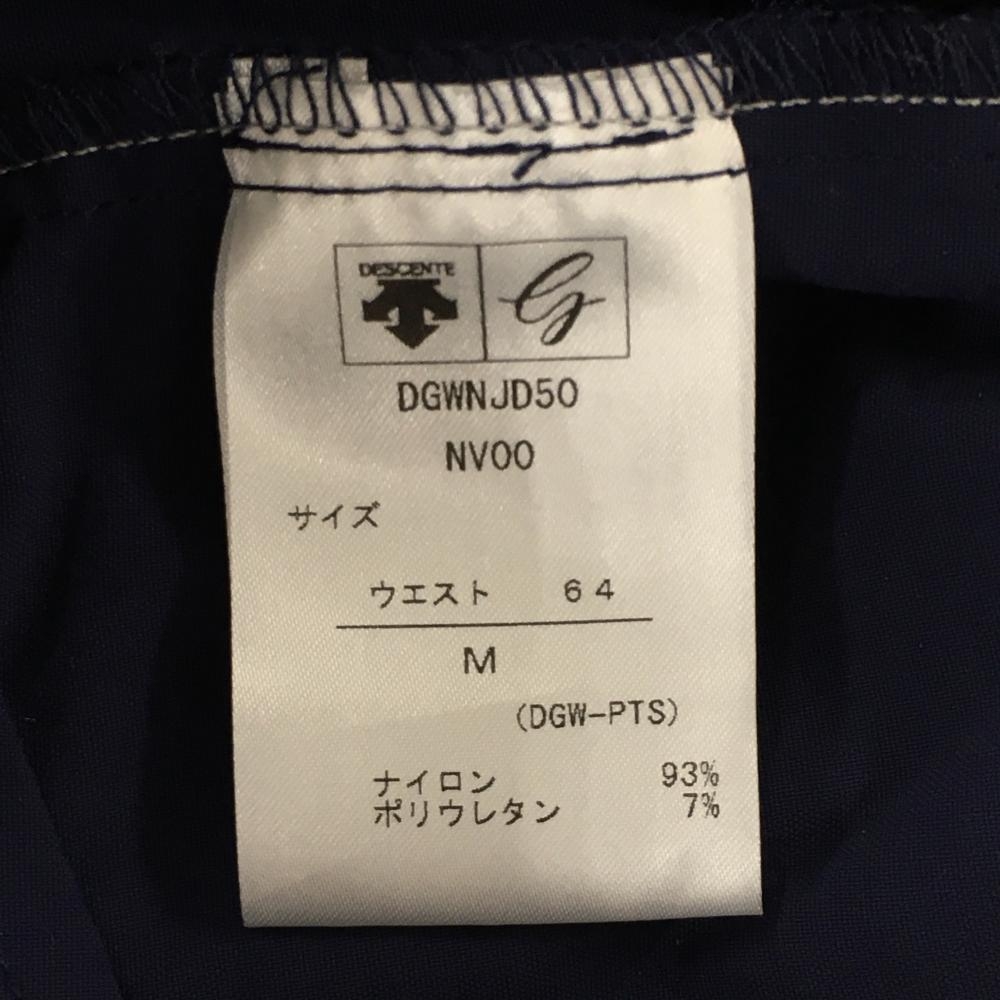 DESCENTE
G
DGWNJD50
NV00
サイズ
ウエスト 64
M
(DGW-PTS)
ナイロン 93%
ポリウレタン 7%